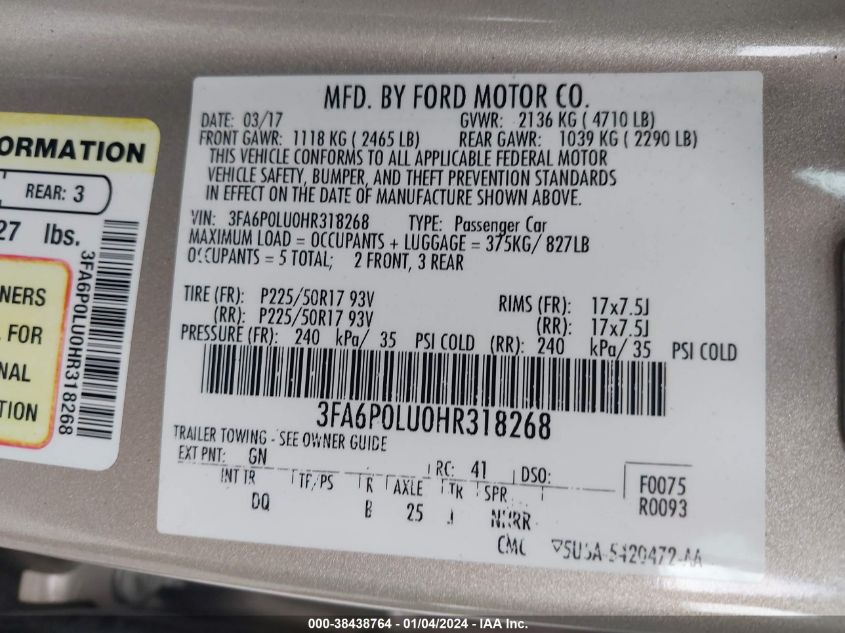 MFD. BY FORD MOTOR CO.
DATE: 03/17 GVWR: 2136 KG ( 4710 LB)
FRONT GAWR: 1118 KG ( 2465 LB) REAR GAWR: 1039 KG ( 2290 LB)
THIS VEHICLE CONFORMS TO ALL APPLICABLE FEDERAL MOTOR
VEHICLE SAFETY, BUMPER, AND THEFT PREVENTION STANDARDS
IN EFFECT ON THE DATE OF MANUFACTURE SHOWN ABOVE.
VIN: 3FA6P0LU0HR318268 TYPE: Passenger Car
MAXIMUM LOAD = OCCUPANTS + LUGGAGE = 375KG/ 827LB
OCCUPANTS = 5 TOTAL; 2 FRONT, 3 REAR
TIRE (FR): P225/50R17 93V RIMS (FR): 17x7.5J
(RR): P225/50R17 93V (RR): 17x7.5J
PRESSURE (FR): 240 kPa/ 35 PSI COLD (RR): 240 kPa/ 35 PSI COLD
3FA6P0LU0HR318268
TRAILER TOWING - SEE OWNER GUIDE
EXT PNT: GN RC: 41 DSO:
INT TR TP/PS R AXLE TR SPR
DQ B 25 J
F0075
R0093
CMC
ORMATION
REAR: 3
27 lbs.
3FA6P0LU0HR318268
NERS
FOR
NAL
TION
000-38438764 - 01/04/2024 - IAA Inc.